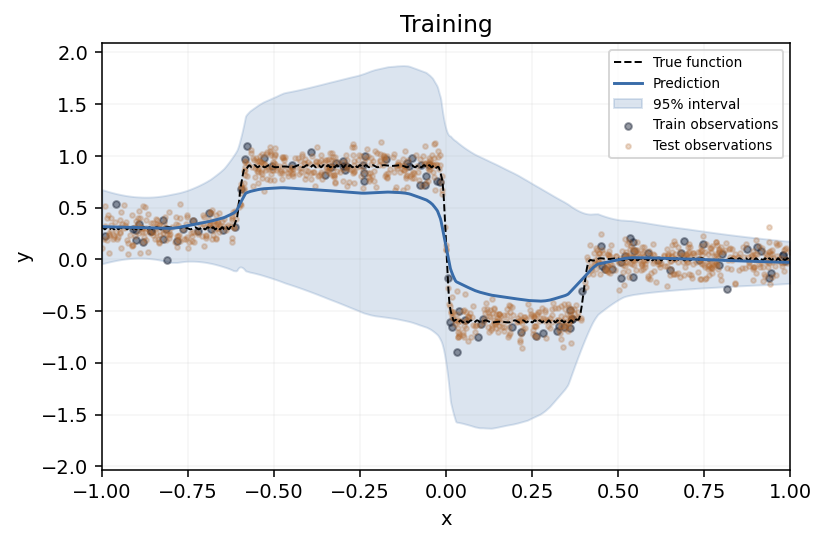 Training
2.0
1.5
1.0
0.5
0.0
−0.5
−1.0
−1.5
−2.0
y
True function
Prediction
95% interval
Train observations
Test observations
−1.00 −0.75 −0.50 −0.25 0.00 0.25 0.50 0.75 1.00
x